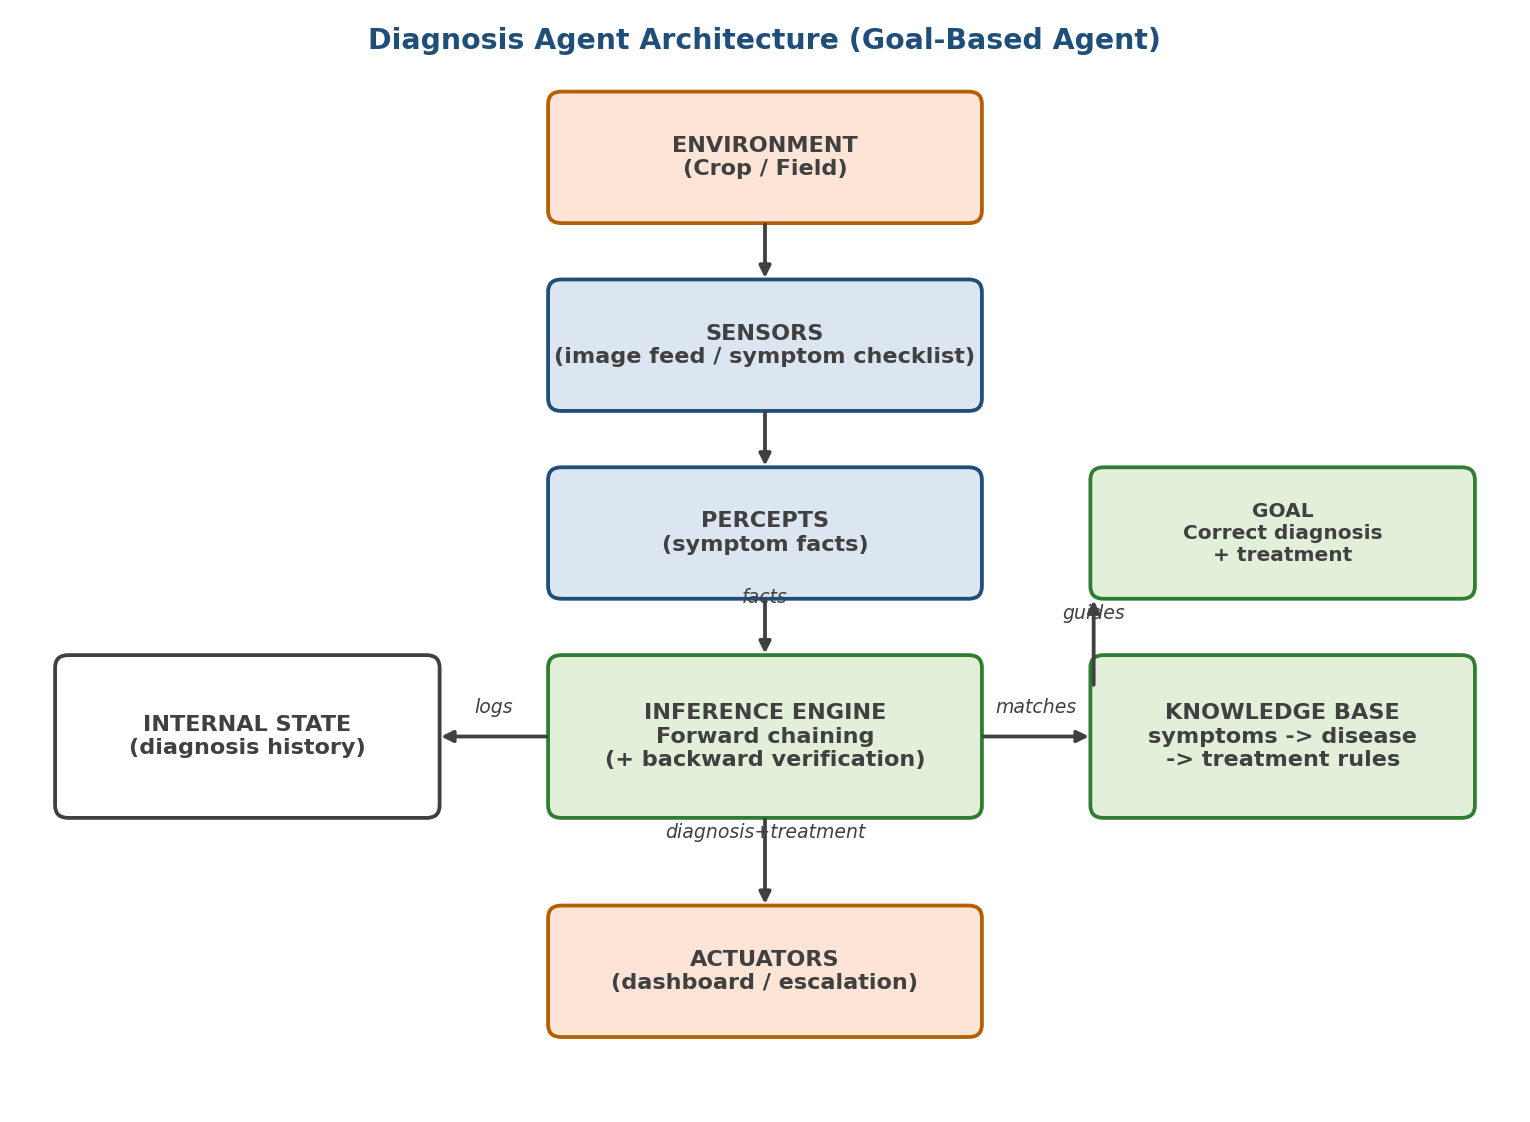 Diagnosis Agent Architecture (Goal-Based Agent)
ENVIRONMENT
(Crop / Field)
SENSORS
(image feed / symptom checklist)
PERCEPTS
(symptom facts)
GOAL
Correct diagnosis
+ treatment
facts
guides
INTERNAL STATE
(diagnosis history)
logs
INFERENCE ENGINE
Forward chaining
(+ backward verification)
matches
KNOWLEDGE BASE
symptoms -> disease
-> treatment rules
diagnosis+treatment
ACTUATORS
(dashboard / escalation)